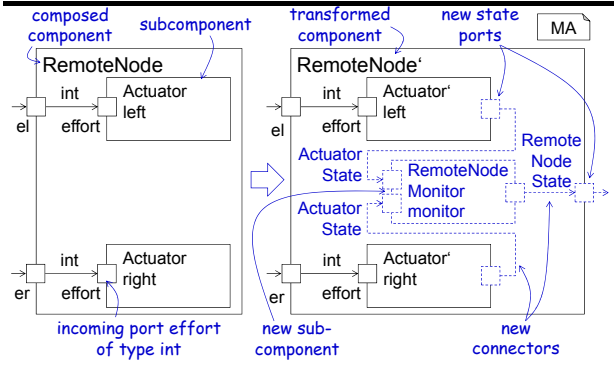 composed
component
subcomponent
transformed
component
new state
ports
MA
RemoteNode
int
Actuator
left
el
effort
int
Actuator
right
er
effort
incoming port effort
of type int
RemoteNode‘
int
Actuator‘
left
el
effort
Actuator
State
RemoteNode
Monitor
monitor
Remote
Node
State
Actuator
State
int
Actuator‘
right
er
effort
new sub-
component
new
connectors